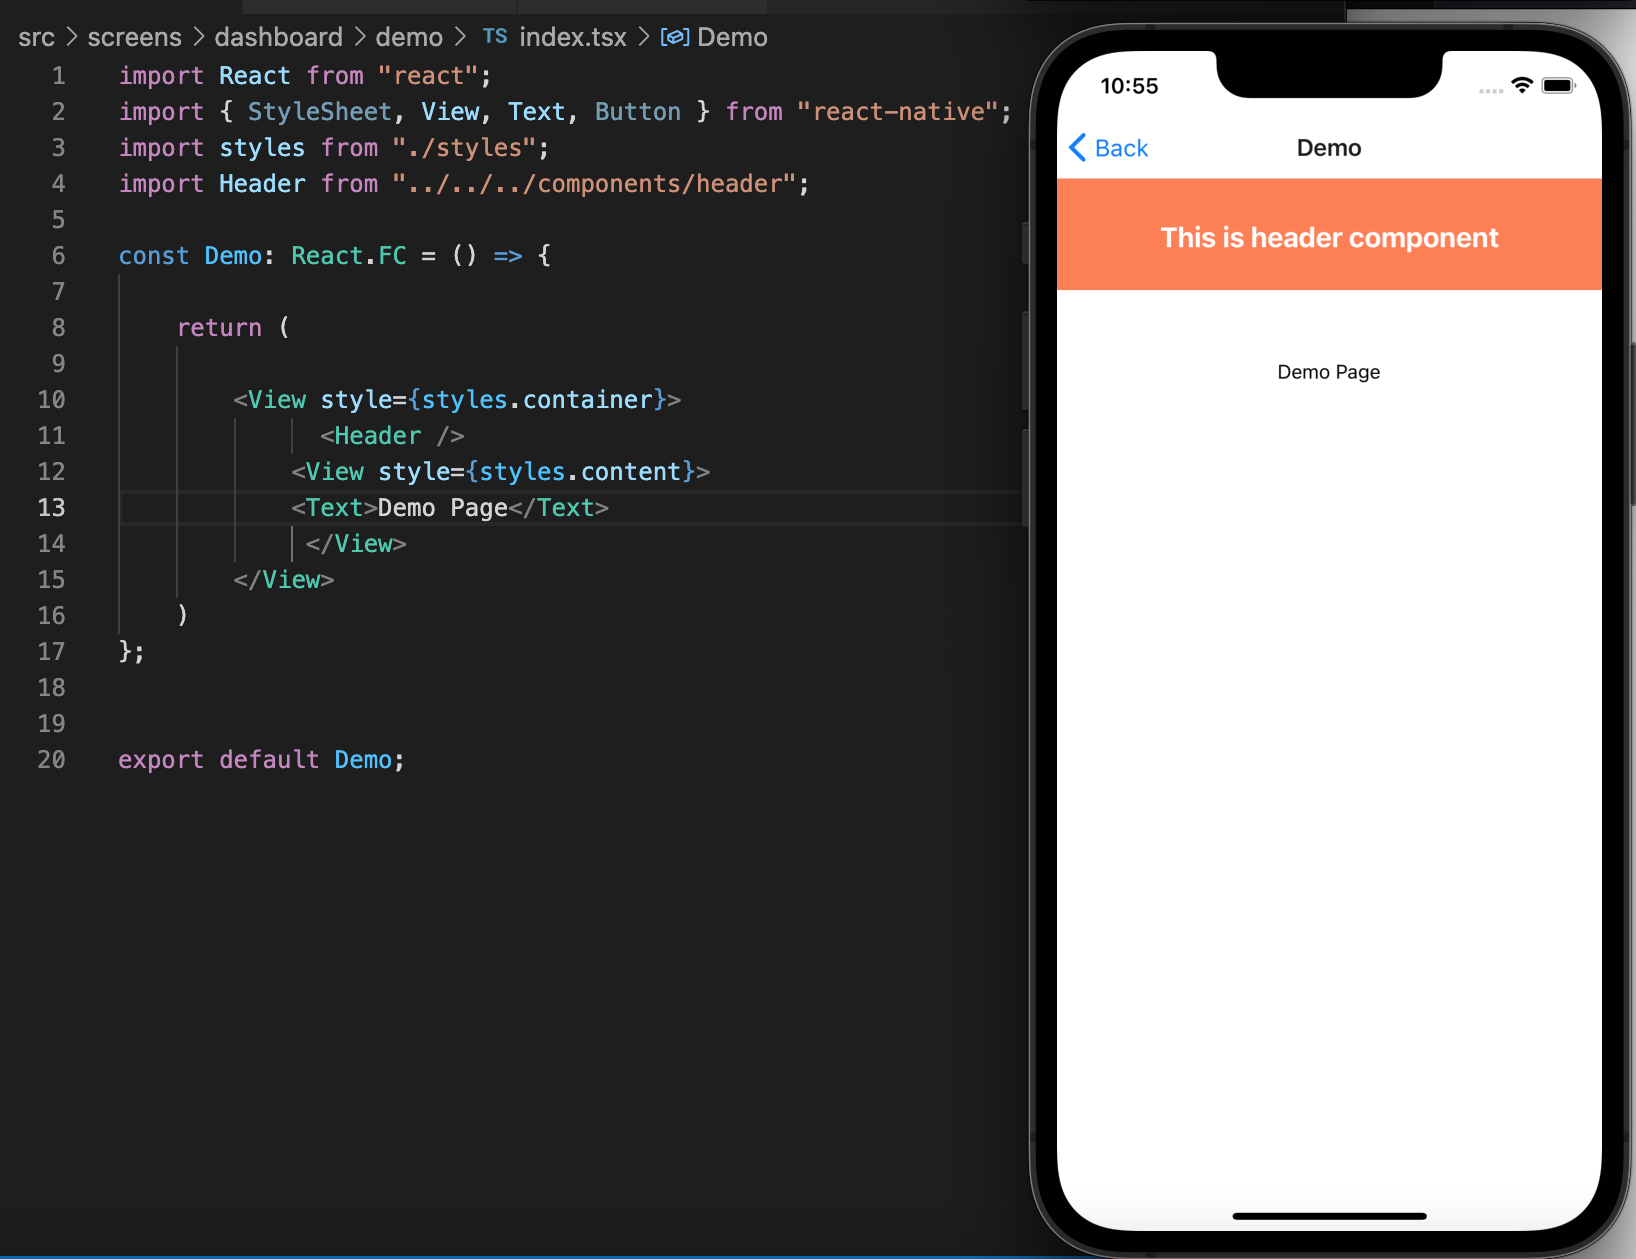 src > screens > dashboard > demo > TS index.tsx > Demo
1 import React from "react";
2 import { StyleSheet, View, Text, Button } from "react-native";
3 import styles from "./styles";
4 import Header from "../../../components/header";
5
6 const Demo: React.FC = () => {
7
8 return (
9
10 <View style={styles.container}>
11 <Header />
12 <View style={styles.content}>
13 <Text>Demo Page</Text>
14 </View>
15 </View>
16 )
17 };
18
19
20 export default Demo;
10:55
Back Demo
This is header component
Demo Page